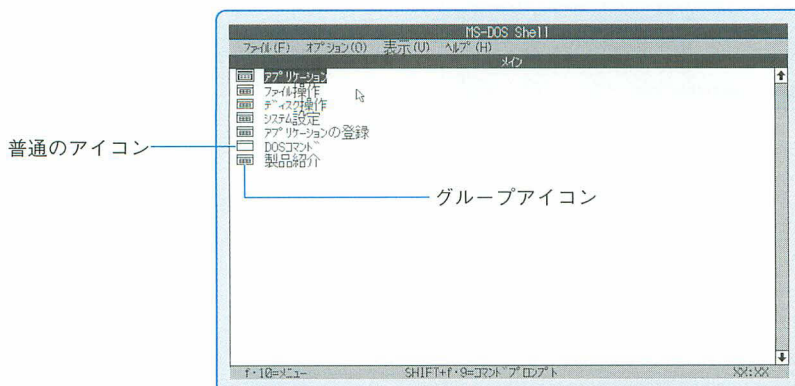 MS-DOS Shell
ﾌｧｲﾙ(F) ｵﾌﾟｼｮﾝ(O) 表示(V) ﾍﾙﾌﾟ(H)
ﾒｲﾝ
ｱﾌﾟﾘｹｰｼｮﾝ
ﾌｧｲﾙ操作
ﾃﾞｨｽｸ操作
ｼｽﾃﾑ設定
ｱﾌﾟﾘｹｰｼｮﾝの登録
DOSｺﾏﾝﾄﾞ
製品紹介
普通のアイコン
グループアイコン
f・10=ﾒﾆｭｰ SHIFT+f・9=ｺﾏﾝﾄﾞﾌﾟﾛﾝﾌﾟﾄ XX:XX